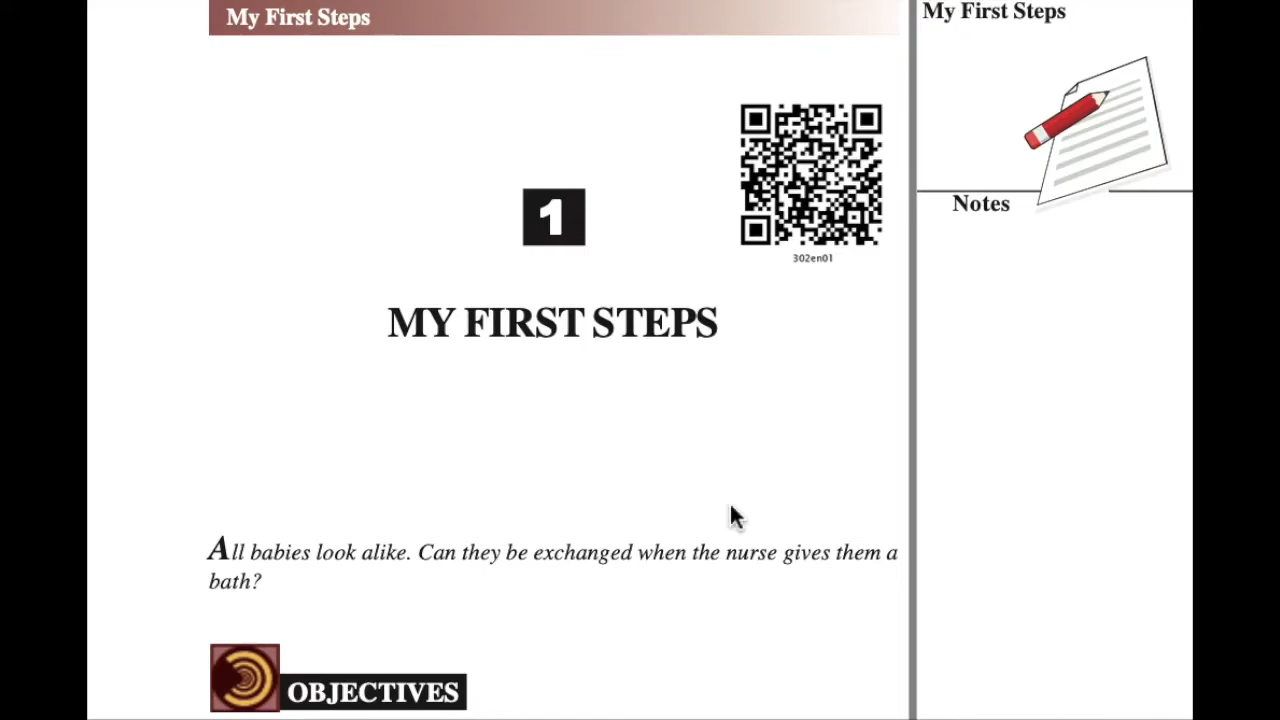 My First Steps
My First Steps
Notes
302en01
1
MY FIRST STEPS
All babies look alike. Can they be exchanged when the nurse gives them a
bath?
OBJECTIVES